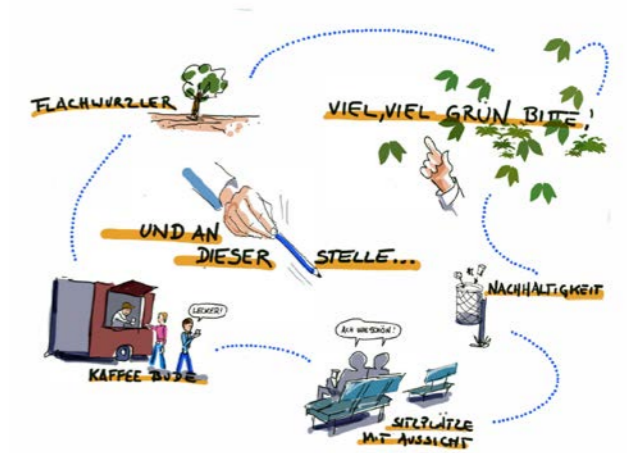 FLACHWURZLER
VIEL, VIEL GRÜN BITTE!
UND AN
DIESER STELLE...
NACHHALTIGKEIT
LECKER!
KAFFEE BUDE
ACH WIE SCHÖN!
SITZPLÄTZE
MIT AUSSICHT